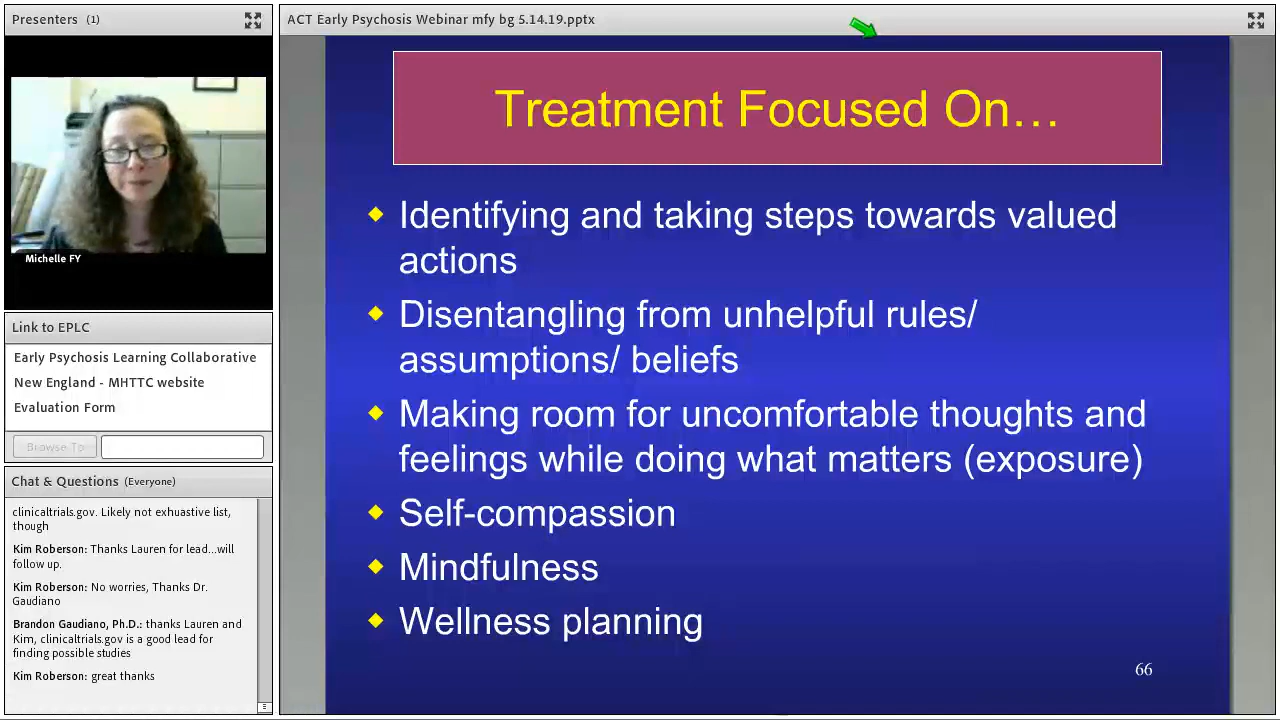 Presenters (1)
Michelle FY
Link to EPLC
Early Psychosis Learning Collaborative
New England - MHTTC website
Evaluation Form
Browse To
Chat & Questions (Everyone)
clinicaltrials.gov. Likely not exhuastive list,
though
Kim Roberson: Thanks Lauren for lead...will
follow up.
Kim Roberson: No worries, Thanks Dr.
Gaudiano
Brandon Gaudiano, Ph.D.: thanks Lauren and
Kim, clinicaltrials.gov is a good lead for
finding possible studies
Kim Roberson: great thanks
ACT Early Psychosis Webinar mfy bg 5.14.19.pptx
Treatment Focused On…
Identifying and taking steps towards valued
actions
Disentangling from unhelpful rules/
assumptions/ beliefs
Making room for uncomfortable thoughts and
feelings while doing what matters (exposure)
Self-compassion
Mindfulness
Wellness planning
66